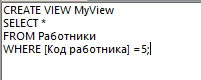 CREATE VIEW MyView
SELECT *
FROM Работники
WHERE [Код работника] =5;